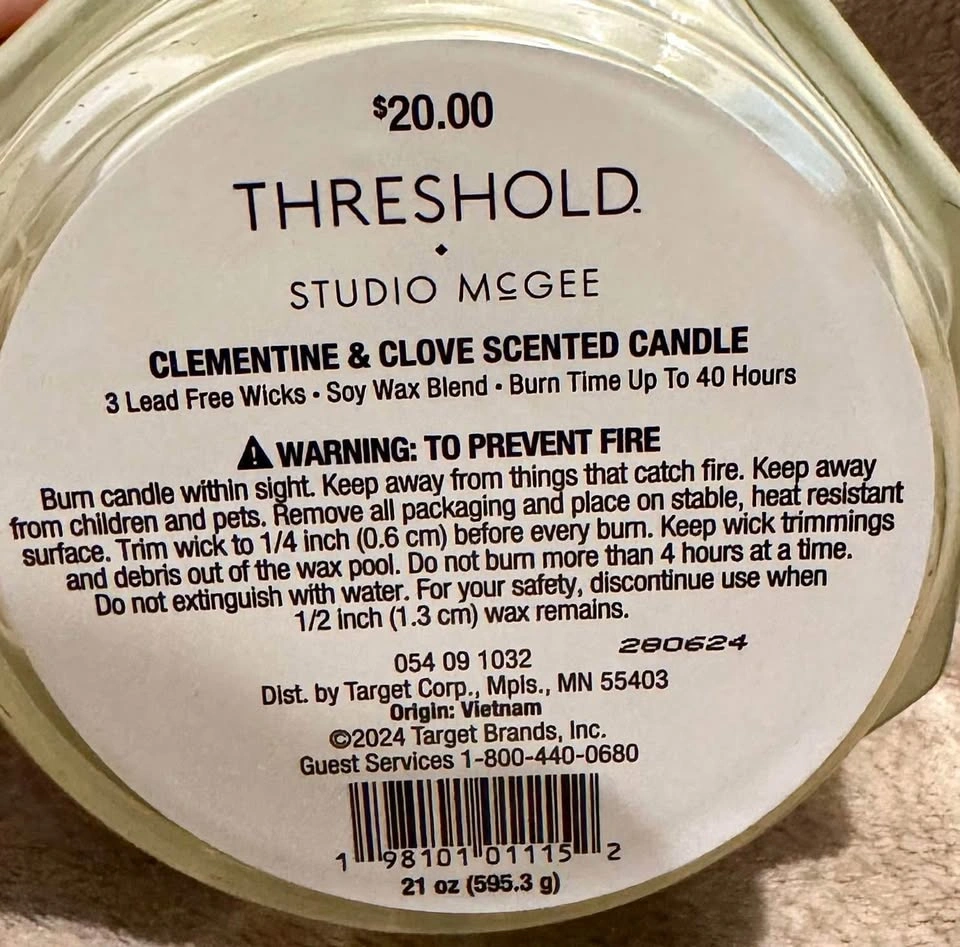 $20.00
THRESHOLD™
STUDIO McGEE
CLEMENTINE & CLOVE SCENTED CANDLE
3 Lead Free Wicks • Soy Wax Blend • Burn Time Up To 40 Hours
⚠ WARNING: TO PREVENT FIRE
Burn candle within sight. Keep away from things that catch fire. Keep away
from children and pets. Remove all packaging and place on stable, heat resistant
surface. Trim wick to 1/4 inch (0.6 cm) before every burn. Keep wick trimmings
and debris out of the wax pool. Do not burn more than 4 hours at a time.
Do not extinguish with water. For your safety, discontinue use when
1/2 inch (1.3 cm) wax remains.
280624
054 09 1032
Dist. by Target Corp., Mpls., MN 55403
Origin: Vietnam
©2024 Target Brands, Inc.
Guest Services 1-800-440-0680
1 98101 01115 2
21 oz (595.3 g)